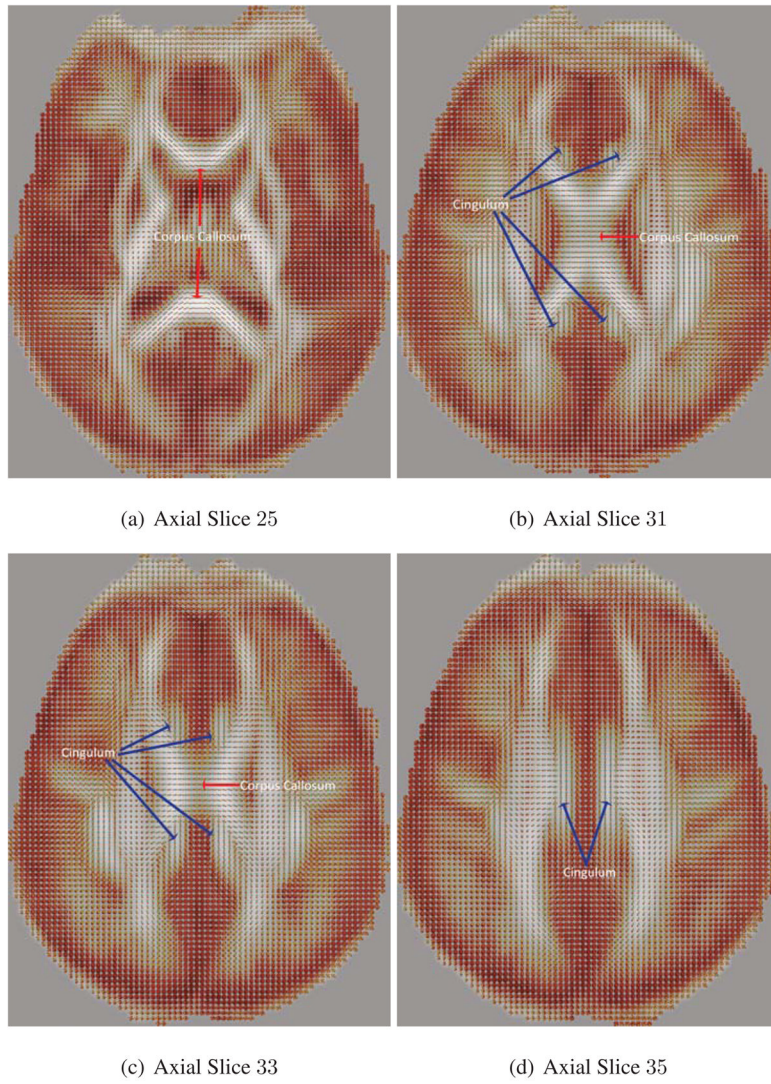 Corpus Callosum
Cingulum
Corpus Callosum
(a) Axial Slice 25
(b) Axial Slice 31
Cingulum
Corpus Callosum
Cingulum
(c) Axial Slice 33
(d) Axial Slice 35